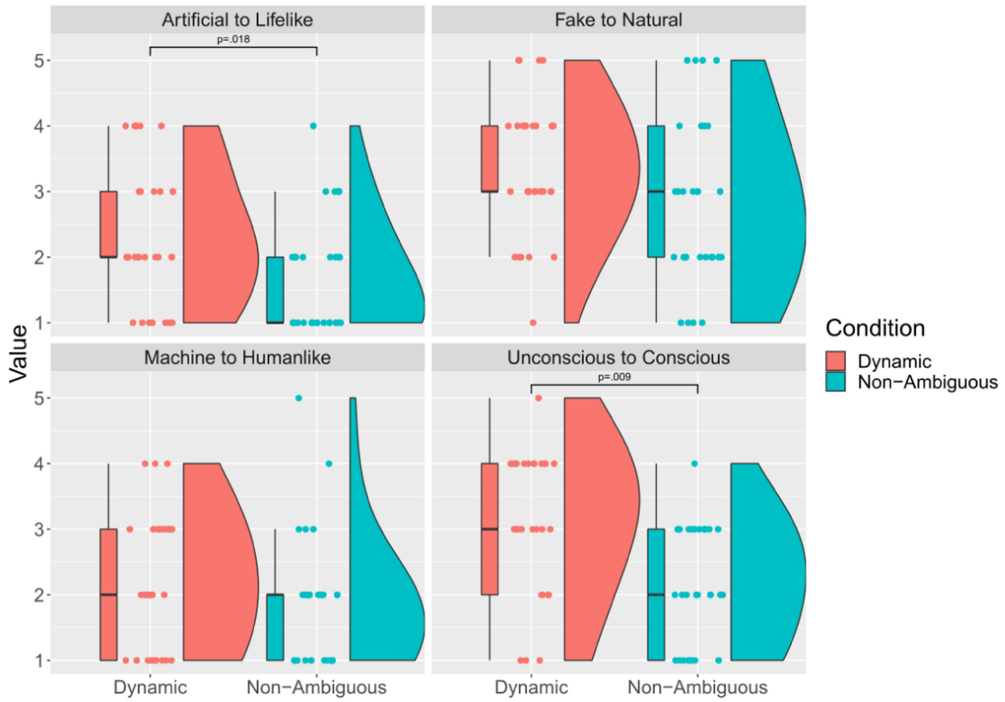 Artificial to Lifelike
Fake to Natural
p=.018
5
4
3
2
1
Machine to Humanlike
Unconscious to Conscious
p=.009
5
4
3
2
1
Value
Dynamic
Non−Ambiguous
Dynamic
Non−Ambiguous
Condition
Dynamic
Non−Ambiguous